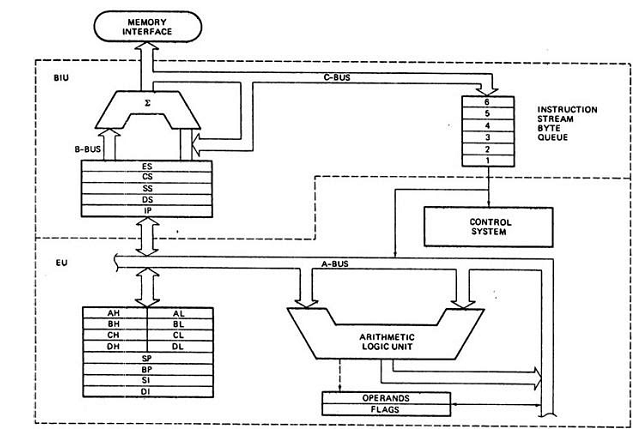 MEMORY
INTERFACE
BIU
C-BUS
Σ
B-BUS
6
5
4
3
2
1
INSTRUCTION
STREAM
BYTE
QUEUE
ES
CS
SS
DS
IP
CONTROL
SYSTEM
EU
A-BUS
AH AL
BH BL
CH CL
DH DL
SP
BP
SI
DI
ARITHMETIC
LOGIC UNIT
OPERANDS
FLAGS